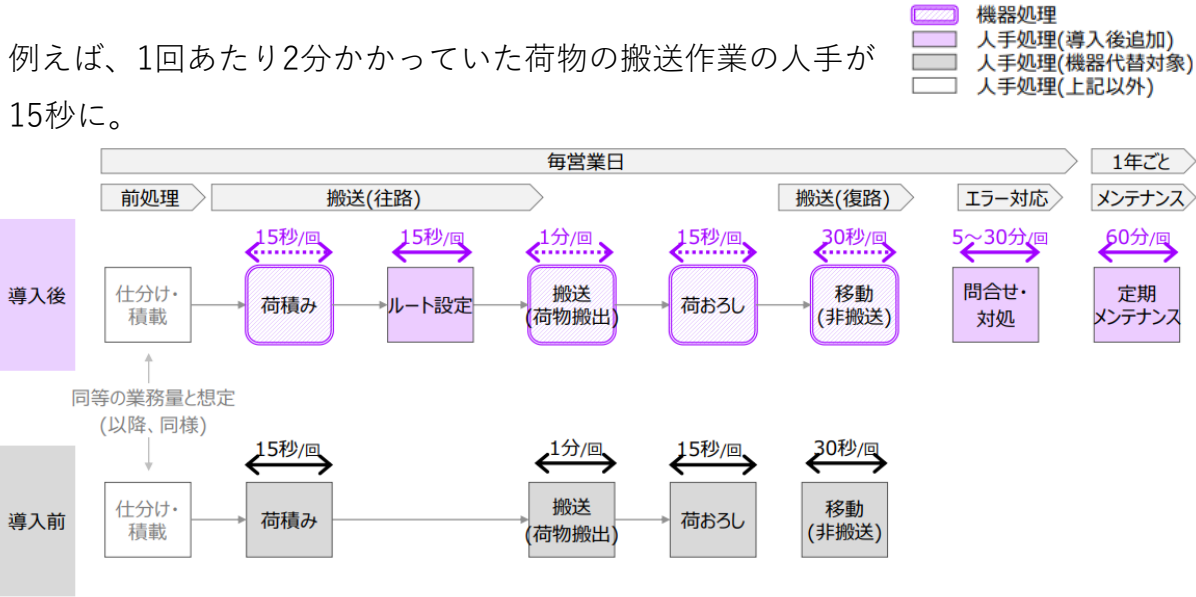 例えば、1回あたり2分かかっていた荷物の搬送作業の人手が
15秒に。
機器処理
人手処理(導入後追加)
人手処理(機器代替対象)
人手処理(上記以外)
毎営業日
1年ごと
前処理
搬送(往路)
搬送(復路)
エラー対応
メンテナンス
導入後
15秒/回
15秒/回
1分/回
15秒/回
30秒/回
5～30分/回
60分/回
仕分け・
積載
荷積み
ルート設定
搬送
(荷物搬出)
荷おろし
移動
(非搬送)
問合せ・
対処
定期
メンテナンス
同等の業務量と想定
(以降、同様)
導入前
15秒/回
1分/回
15秒/回
30秒/回
仕分け・
積載
荷積み
搬送
(荷物搬出)
荷おろし
移動
(非搬送)